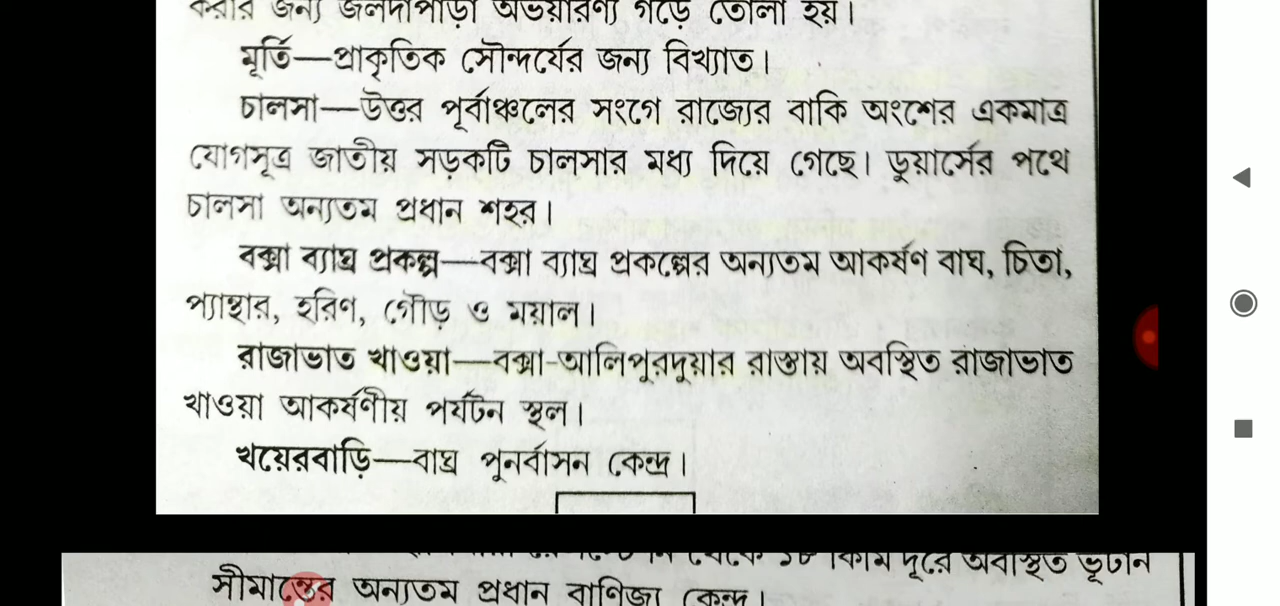 করার জন্য জলদাপাড়া অভয়ারণ্য গড়ে তোলা হয়।
মূর্তি—প্রাকৃতিক সৌন্দর্যের জন্য বিখ্যাত।
চালসা—উত্তর পূর্বাঞ্চলের সংগে রাজ্যের বাকি অংশের একমাত্র
যোগসূত্র জাতীয় সড়কটি চালসার মধ্য দিয়ে গেছে। ডুয়ার্সের পথে
চালসা অন্যতম প্রধান শহর।
বক্সা ব্যাঘ্র প্রকল্প—বক্সা ব্যাঘ্র প্রকল্পের অন্যতম আকর্ষণ বাঘ, চিতা,
প্যান্থার, হরিণ, গৌড় ও ময়াল।
রাজাভাত খাওয়া—বক্সা-আলিপুরদুয়ার রাস্তায় অবস্থিত রাজাভাত
খাওয়া আকর্ষণীয় পর্যটন স্থল।
খয়েরবাড়ি—বাঘ্র পুনর্বাসন কেন্দ্র।
থেকে ১৮ কিমি দূরে অবস্থিত ভূটান
সীমান্তের অন্যতম প্রধান বাণিজ্য কেন্দ্র।